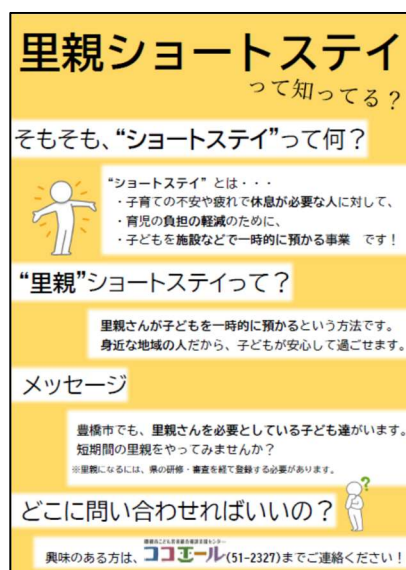 里親ショートステイ
って知ってる？
そもそも、“ショートステイ”って何？
“ショートステイ” とは・・・
・子育ての不安や疲れで休息が必要な人に対して、
・育児の負担の軽減のために、
・子どもを施設などで一時的に預かる事業　です！
“里親”ショートステイって？
里親さんが子どもを一時的に預かるという方法です。
身近な地域の人だから、子どもが安心して過ごせます。
メッセージ
豊橋市でも、里親さんを必要としている子ども達がいます。
短期間の里親をやってみませんか？
※里親になるには、県の研修・審査を経て登録する必要があります。
どこに問い合わせればいいの？
?
興味のある方は、ココエール(51-2327)までご連絡ください！